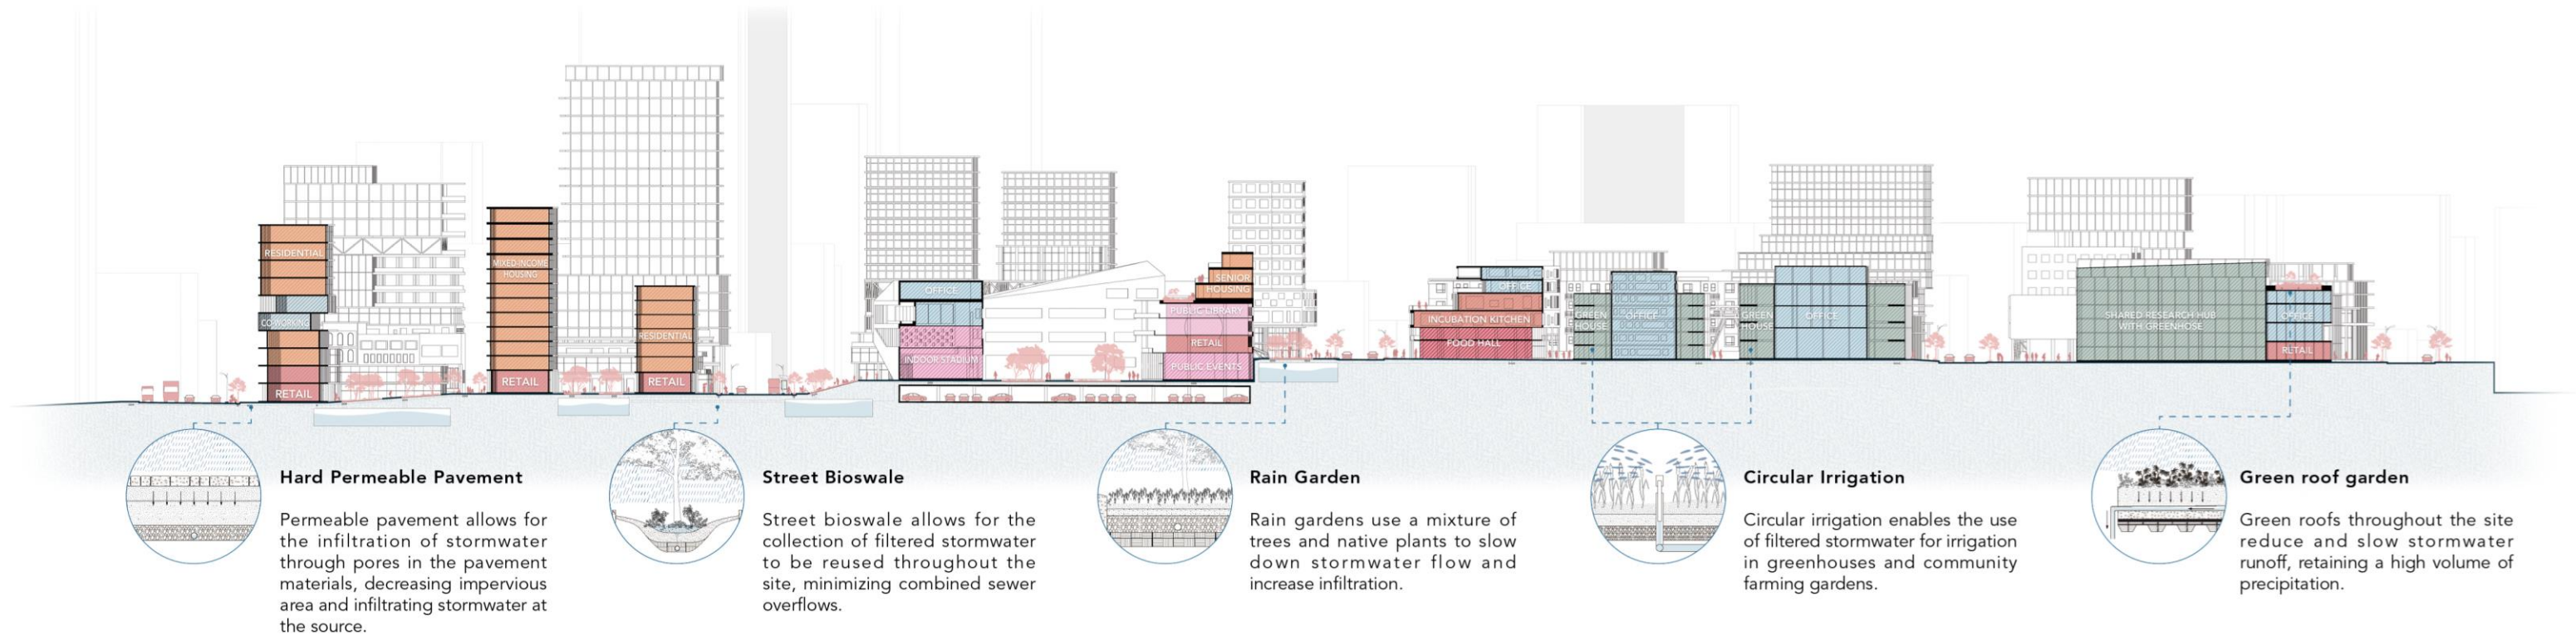 RESIDENTIAL
CO-WORKING
RETAIL
MIXED-INCOME
HOUSING
RETAIL
RESIDENTIAL
RETAIL
OFFICE
INDOOR STADIUM
SENIOR
HOUSING
PUBLIC LIBRARY
RETAIL
PUBLIC EVENTS
OFFICE
INCUBATION KITCHEN
FOOD HALL
GREEN
HOUSE
OFFICE
GREEN
HOUSE
OFFICE
SHARED RESEARCH HUB
WITH GREENHOSE
OFFICE
RETAIL
Hard Permeable Pavement
Permeable pavement allows for
the infiltration of stormwater
through pores in the pavement
materials, decreasing impervious
area and infiltrating stormwater at
the source.
Street Bioswale
Street bioswale allows for the
collection of filtered stormwater
to be reused throughout the
site, minimizing combined sewer
overflows.
Rain Garden
Rain gardens use a mixture of
trees and native plants to slow
down stormwater flow and
increase infiltration.
Circular Irrigation
Circular irrigation enables the use
of filtered stormwater for irrigation
in greenhouses and community
farming gardens.
Green roof garden
Green roofs throughout the site
reduce and slow stormwater
runoff, retaining a high volume of
precipitation.